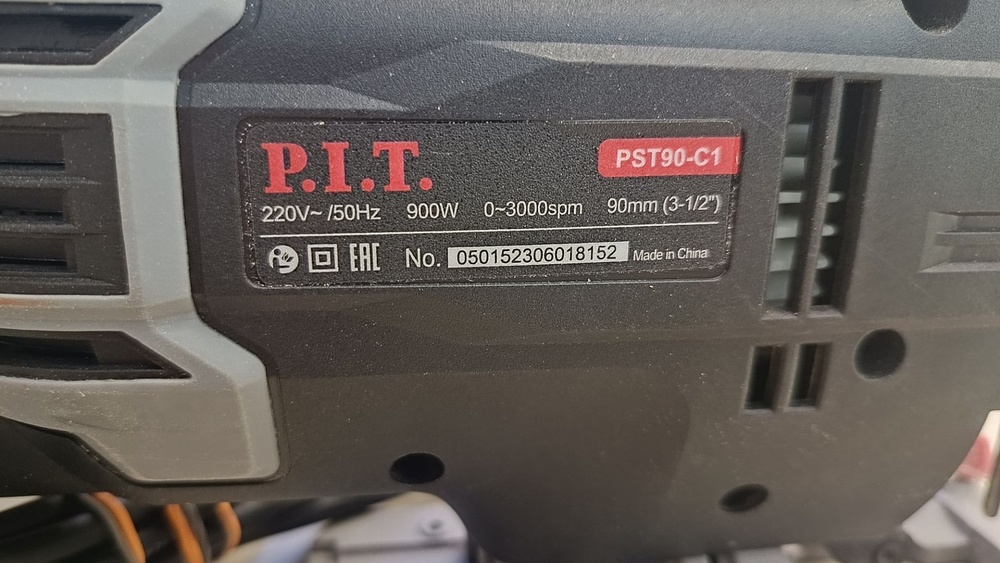 P.I.T.
PST90-C1
220V~ /50Hz 900W 0~3000spm 90mm (3-1/2")
EAC No. 050152306018152 Made in China